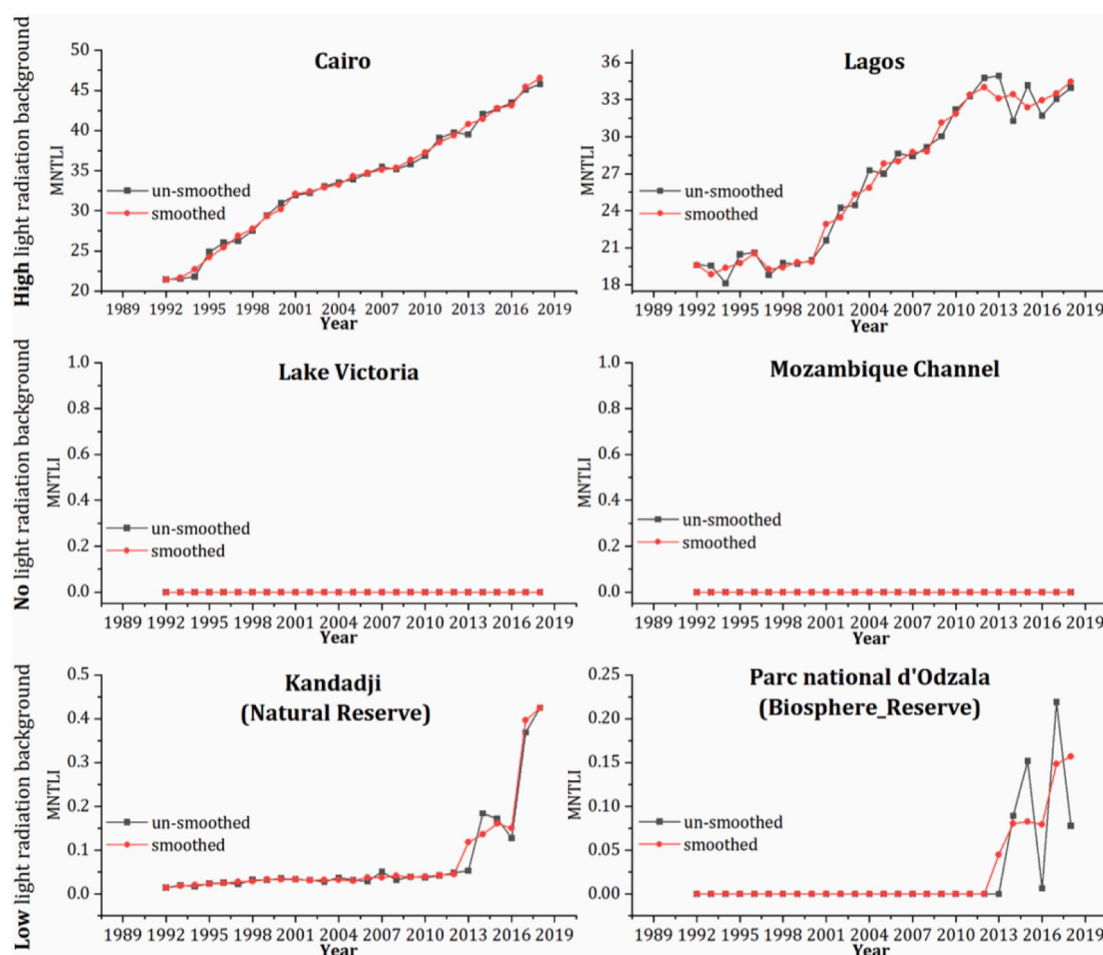 High light radiation background
Cairo
MNTLI
50
45
40
35
30
25
20
un-smoothed
smoothed
1989 1992 1995 1998 2001 2004 2007 2010 2013 2016 2019
Year
Lagos
MNTLI
36
33
30
27
24
21
18
un-smoothed
smoothed
1989 1992 1995 1998 2001 2004 2007 2010 2013 2016 2019
Year
No light radiation background
Lake Victoria
MNTLI
1.0
0.8
0.6
0.4
0.2
0.0
un-smoothed
smoothed
1989 1992 1995 1998 2001 2004 2007 2010 2013 2016 2019
Year
Mozambique Channel
MNTLI
1.0
0.8
0.6
0.4
0.2
0.0
un-smoothed
smoothed
1989 1992 1995 1998 2001 2004 2007 2010 2013 2016 2019
Year
Low light radiation background
Kandadji
(Natural Reserve)
MNTLI
0.5
0.4
0.3
0.2
0.1
0.0
un-smoothed
smoothed
1989 1992 1995 1998 2001 2004 2007 2010 2013 2016 2019
Year
Parc national d'Odzala
(Biosphere_Reserve)
MNTLI
0.25
0.20
0.15
0.10
0.05
0.00
un-smoothed
smoothed
1989 1992 1995 1998 2001 2004 2007 2010 2013 2016 2019
Year